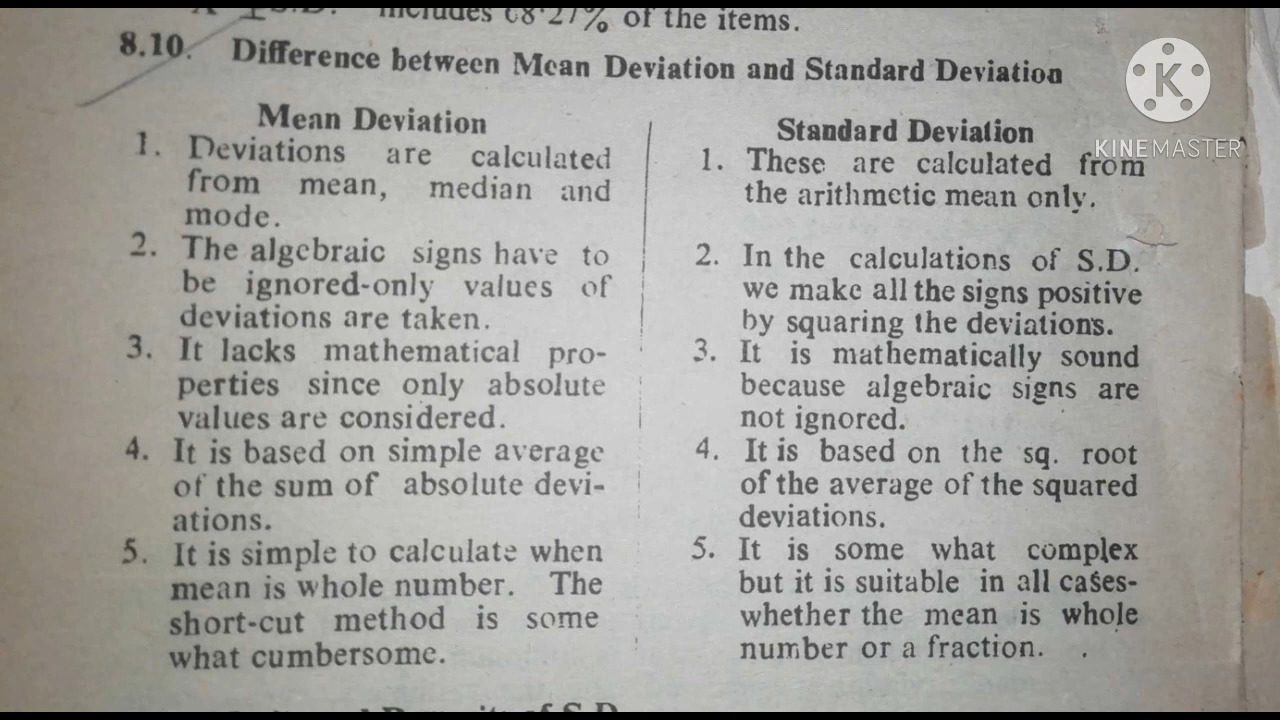 includes 68·27% of the items.
8.10. Difference between Mean Deviation and Standard Deviation
Mean Deviation
1. Deviations are calculated
from mean, median and
mode.
2. The algebraic signs have to
be ignored-only values of
deviations are taken.
3. It lacks mathematical pro-
perties since only absolute
values are considered.
4. It is based on simple average
of the sum of absolute devi-
ations.
5. It is simple to calculate when
mean is whole number. The
short-cut method is some
what cumbersome.
Standard Deviation
1. These are calculated from
the arithmetic mean only.
2. In the calculations of S.D.
we make all the signs positive
by squaring the deviations.
3. It is mathematically sound
because algebraic signs are
not ignored.
4. It is based on the sq. root
of the average of the squared
deviations.
5. It is some what complex
but it is suitable in all cases-
whether the mean is whole
number or a fraction.
K
KINEMASTER
of S.D.